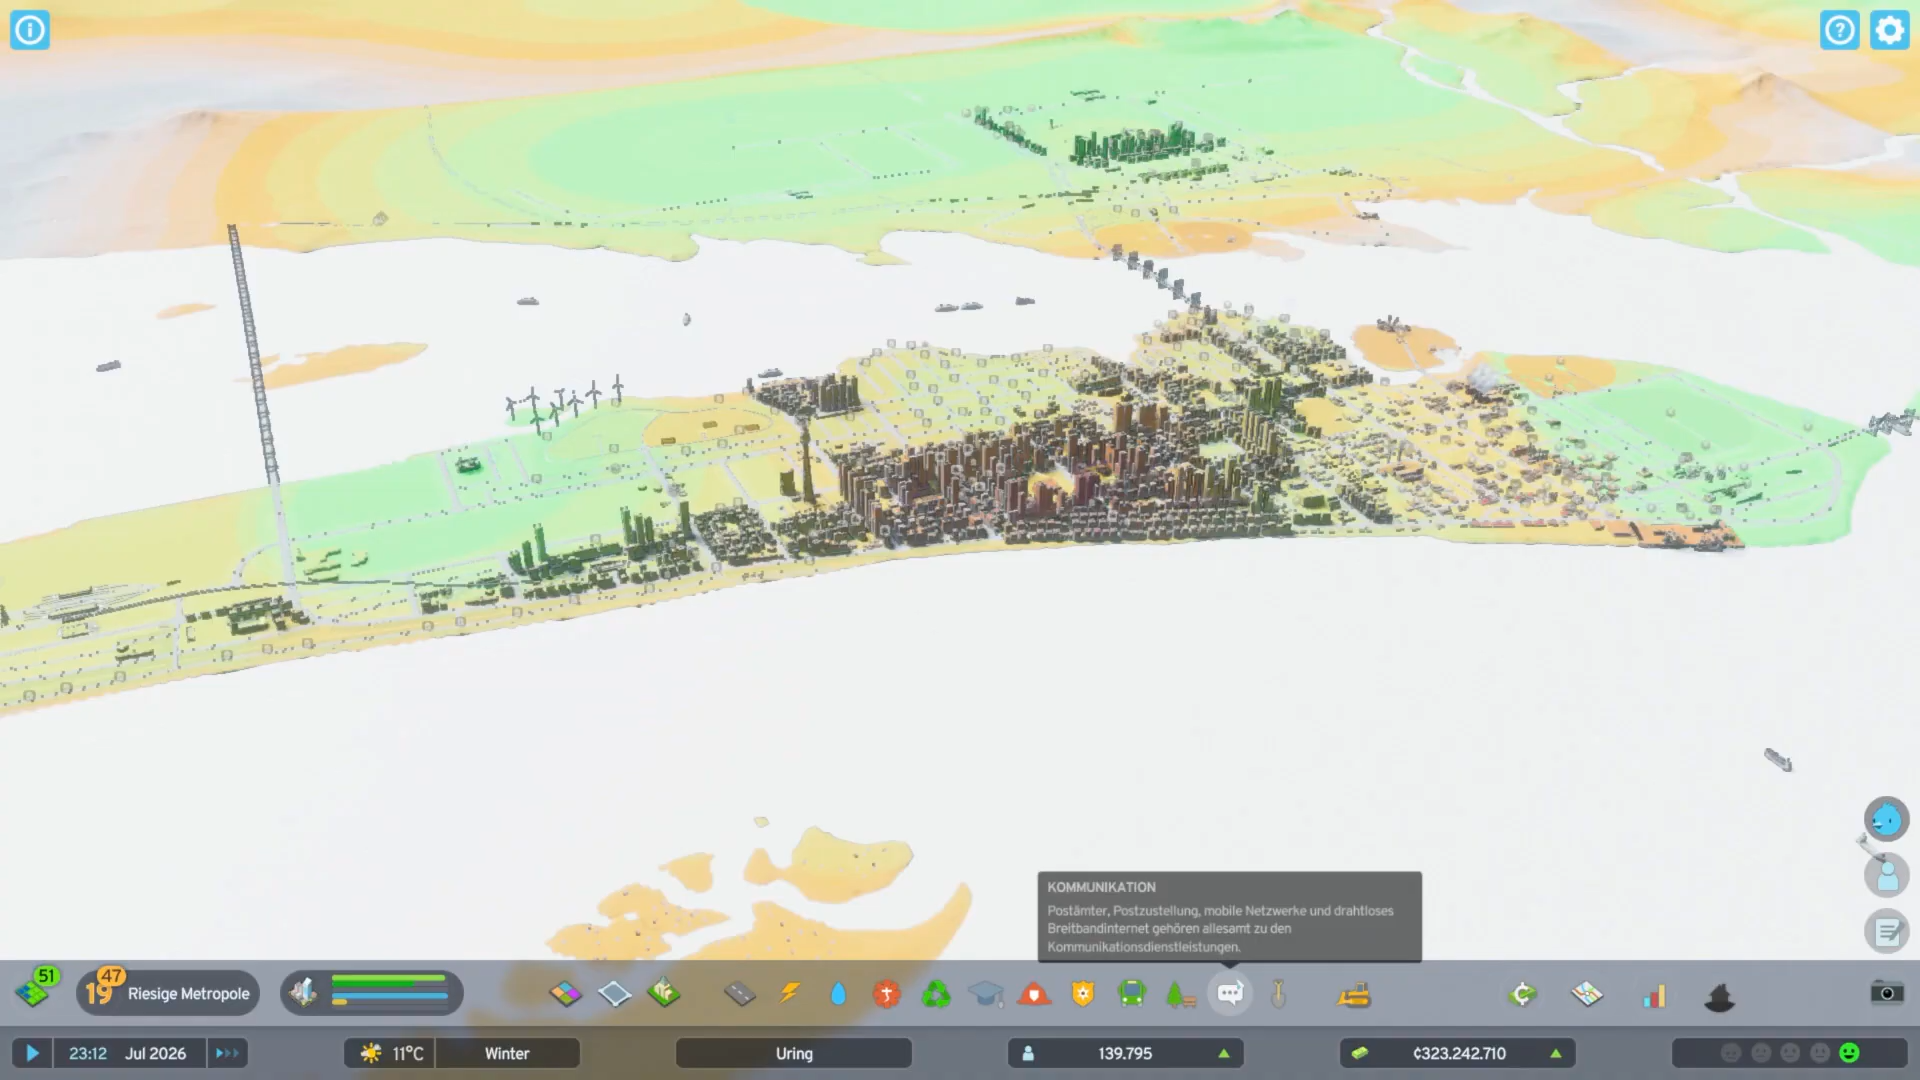 KOMMUNIKATION
Postämter, Postzustellung, mobile Netzwerke und drahtloses
Breitbandinternet gehören allesamt zu den
Kommunikationsdienstleistungen.
51
47
19
Riesige Metropole
23:12 Jul 2026
11°C Winter
Uring
139.795
¢323.242.710